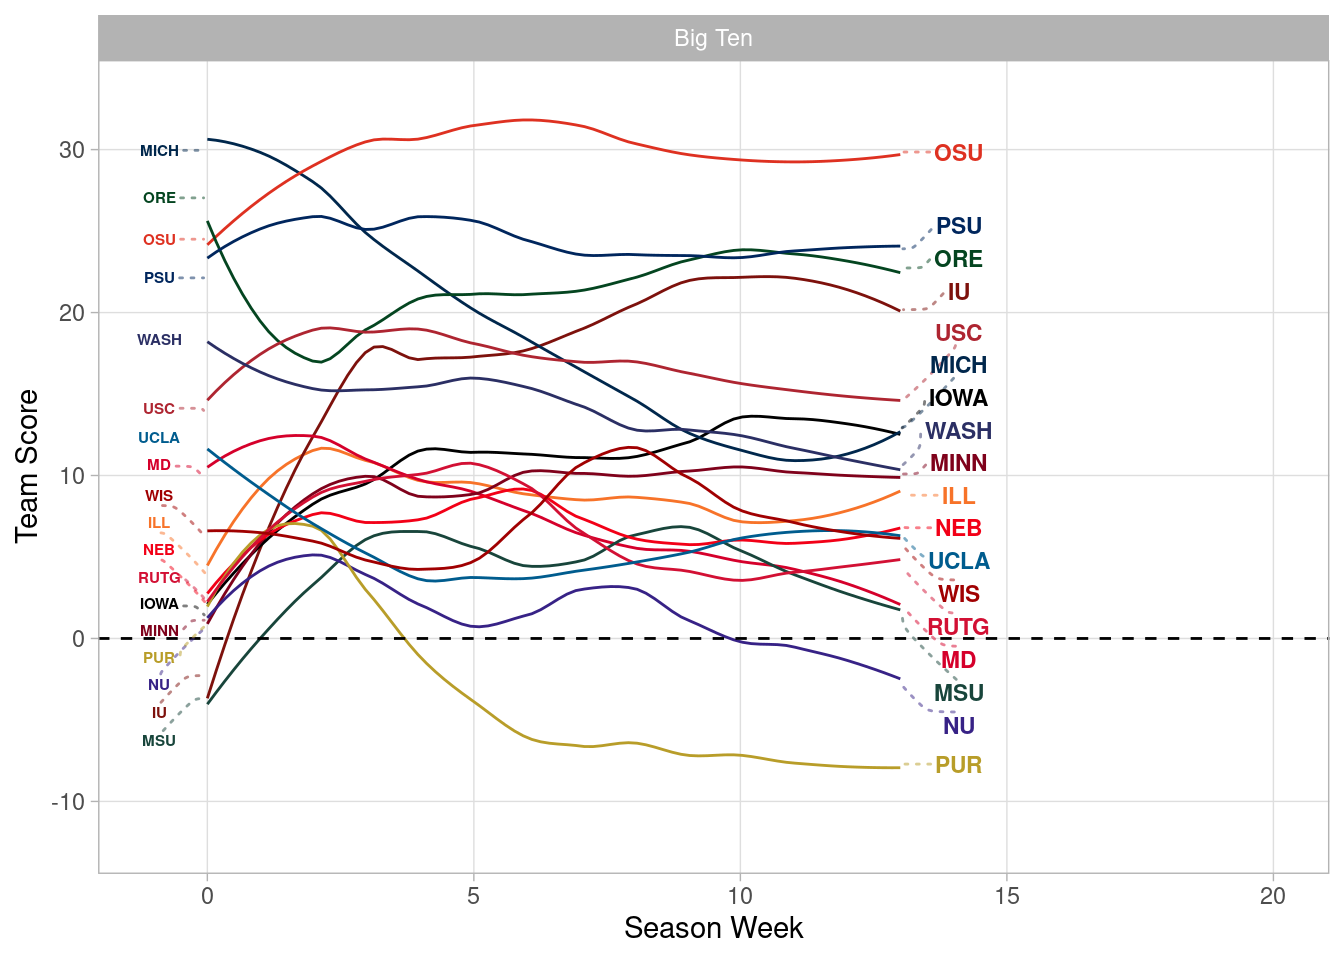 Big Ten
Team Score
30
20
10
0
-10
MICH
ORE
OSU
PSU
WASH
USC
UCLA
MD
WIS
ILL
NEB
RUTG
IOWA
MINN
PUR
NU
IU
MSU
OSU
PSU
ORE
IU
USC
MICH
IOWA
WASH
MINN
ILL
NEB
UCLA
WIS
RUTG
MD
MSU
NU
PUR
0 5 10 15 20
Season Week